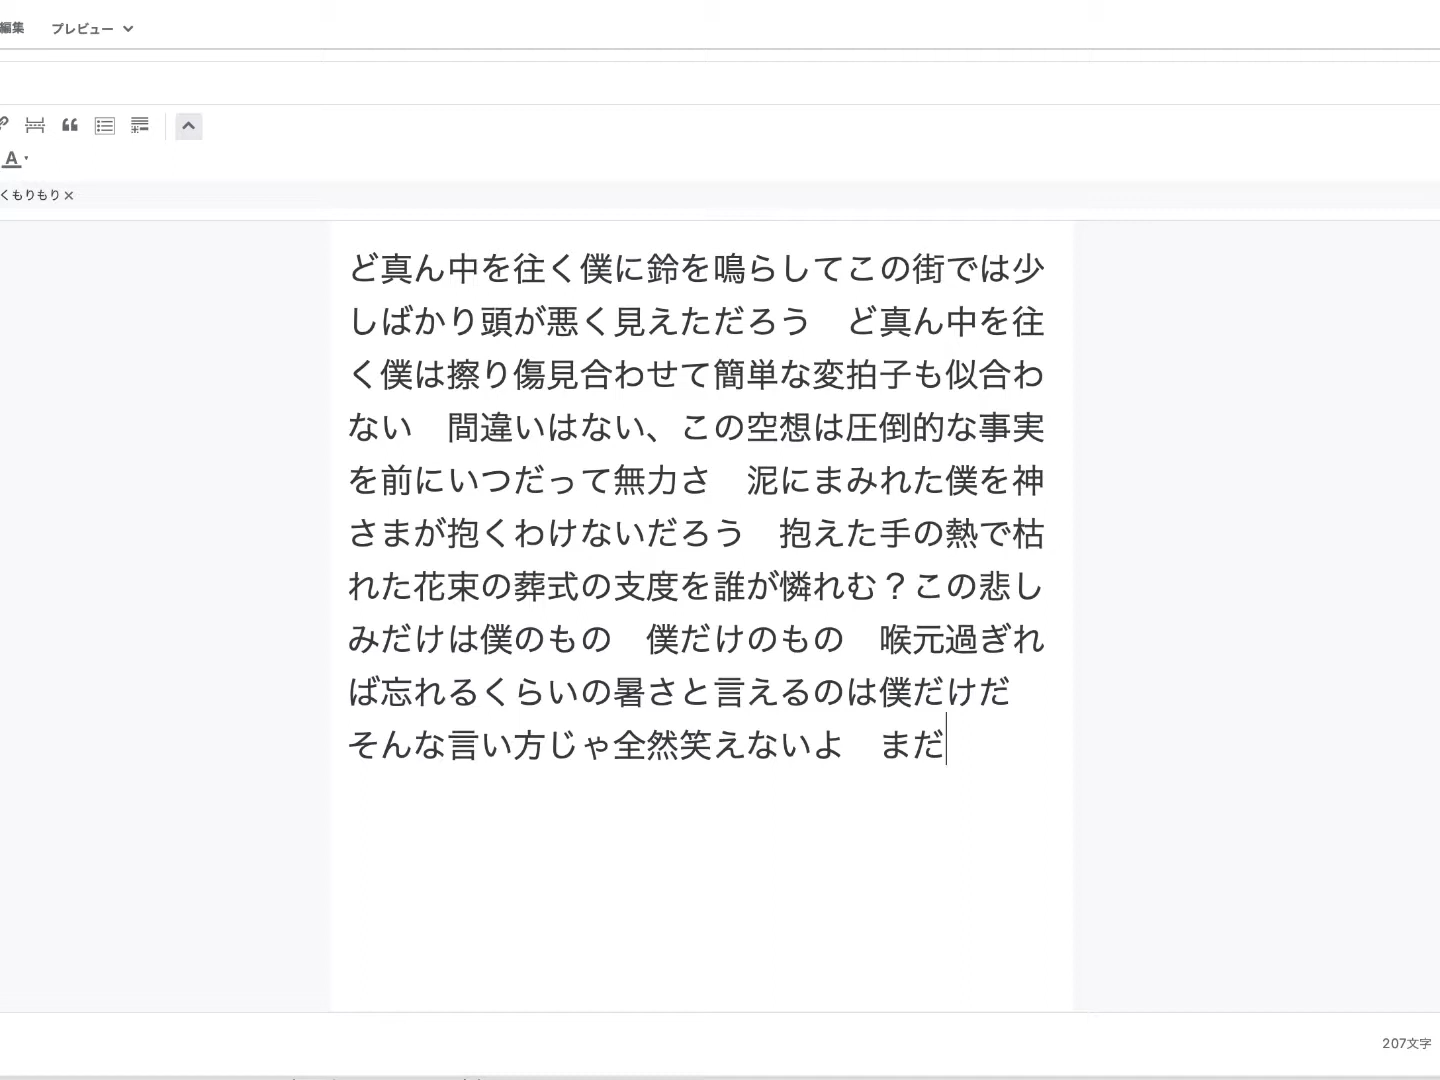 編集 プレビュー
A
くもりもり ×
ど真ん中を往く僕に鈴を鳴らしてこの街では少
しばかり頭が悪く見えただろう　ど真ん中を往
く僕は擦り傷見合わせて簡単な変拍子も似合わ
ない　間違いはない、この空想は圧倒的な事実
を前にいつだって無力さ　泥にまみれた僕を神
さまが抱くわけないだろう　抱えた手の熱で枯
れた花束の葬式の支度を誰が憐れむ？この悲し
みだけは僕のもの　僕だけのもの　喉元過ぎれ
ば忘れるくらいの暑さと言えるのは僕だけだ
そんな言い方じゃ全然笑えないよ　まだ
207文字